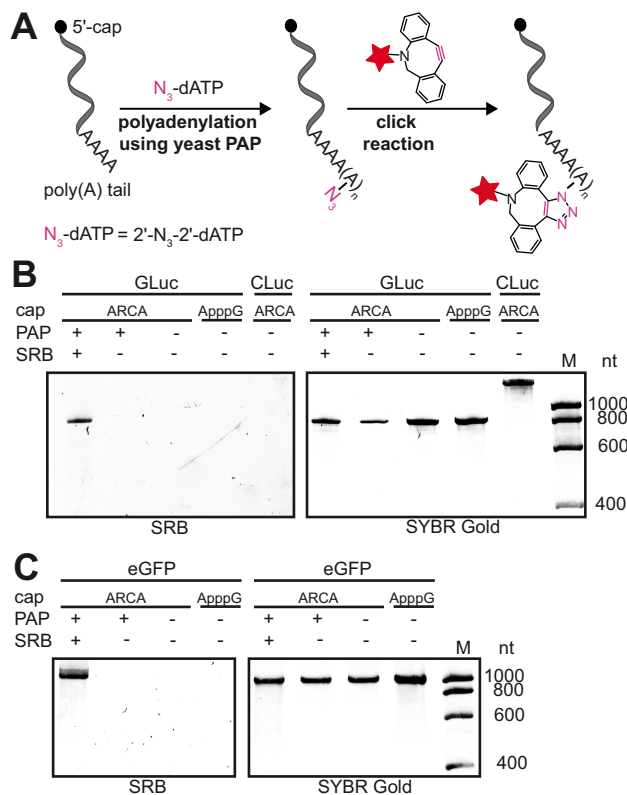 A
5'-cap
N3-dATP
polyadenylation
using yeast PAP
click
reaction
N
AAAA
AAAA(A)n
N3
AAAA(A)n
N
N
N
N
poly(A) tail
N3-dATP = 2'-N3-2'-dATP
B
GLuc CLuc GLuc CLuc
cap ARCA ApppG ARCA ARCA ApppG ARCA
PAP + + - - - + + - - -
SRB + - - - - + - - - - M nt
1000
800
600
400
SRB SYBR Gold
C
eGFP eGFP
cap ARCA ApppG ARCA ApppG
PAP + + - - + + - -
SRB + - - - + - - - M nt
1000
800
600
400
SRB SYBR Gold